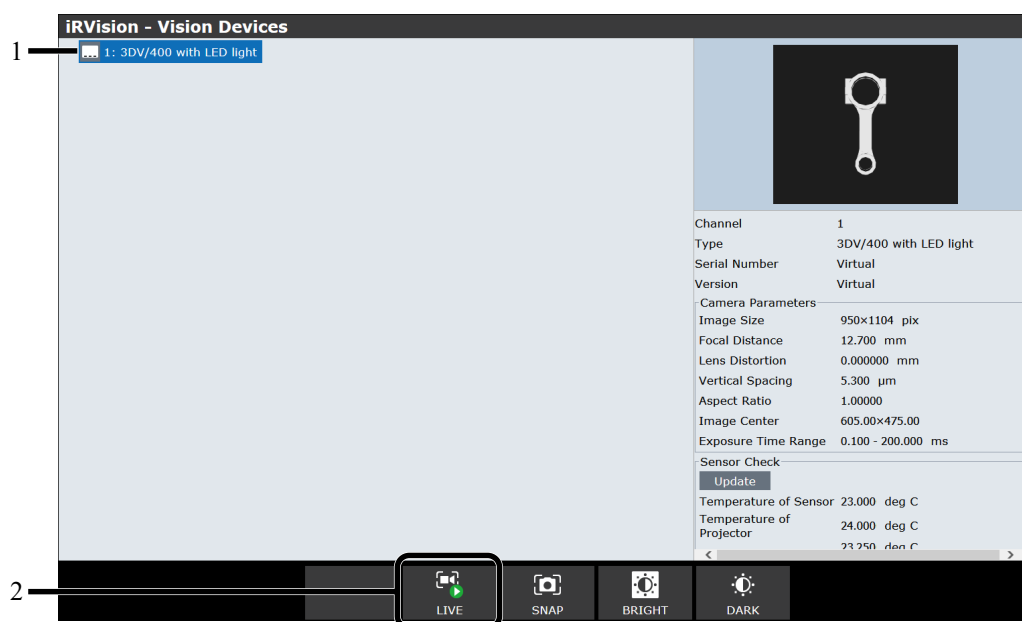 iRVision - Vision Devices
1
1: 3DV/400 with LED light
Channel 1
Type 3DV/400 with LED light
Serial Number Virtual
Version Virtual
Camera Parameters
Image Size 950×1104 pix
Focal Distance 12.700 mm
Lens Distortion 0.000000 mm
Vertical Spacing 5.300 µm
Aspect Ratio 1.00000
Image Center 605.00×475.00
Exposure Time Range 0.100 - 200.000 ms
Sensor Check
Update
Temperature of Sensor 23.000 deg C
Temperature of
Projector 24.000 deg C
23.250 deg C
2
LIVE SNAP BRIGHT DARK